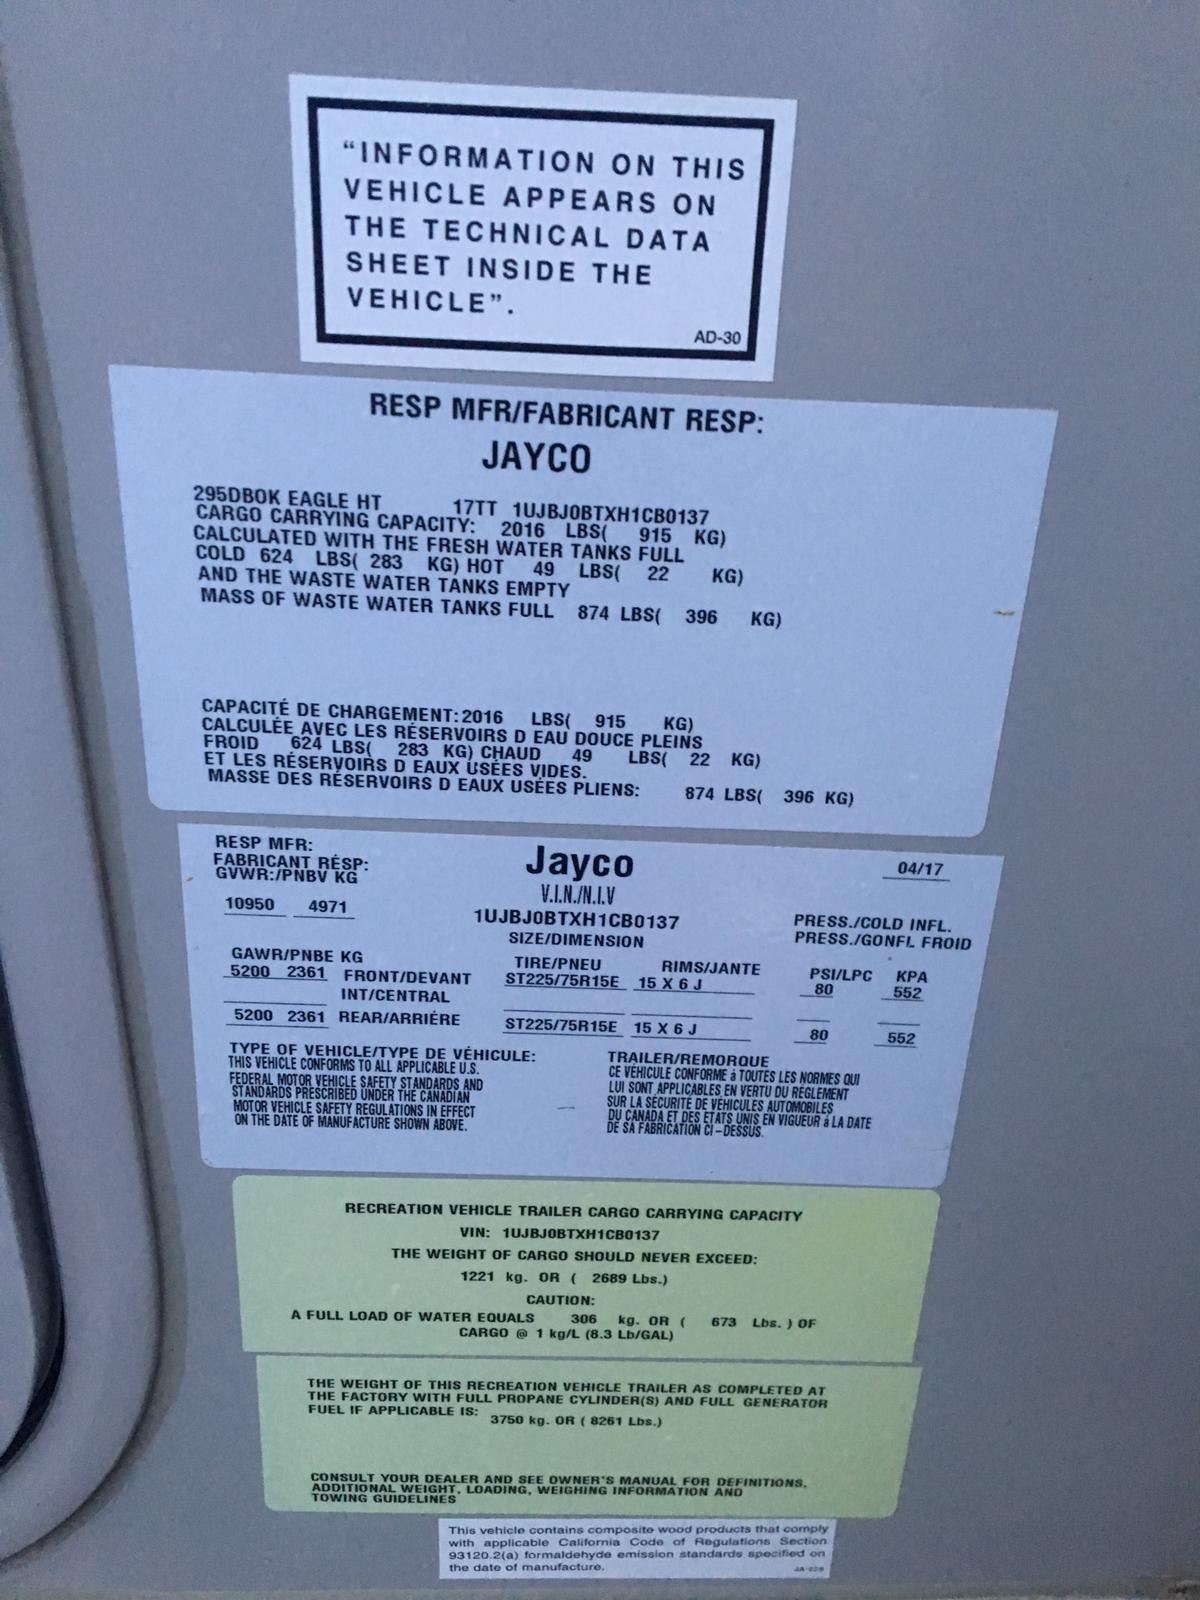 “INFORMATION ON THIS
VEHICLE APPEARS ON
THE TECHNICAL DATA
SHEET INSIDE THE
VEHICLE”.
AD-30
RESP MFR/FABRICANT RESP:
JAYCO
295DBOK EAGLE HT 17TT 1UJBJ0BTXH1CB0137
CARGO CARRYING CAPACITY: 2016 LBS( 915 KG)
CALCULATED WITH THE FRESH WATER TANKS FULL
COLD 624 LBS( 283 KG) HOT 49 LBS( 22 KG)
AND THE WASTE WATER TANKS EMPTY
MASS OF WASTE WATER TANKS FULL 874 LBS( 396 KG)
CAPACITÉ DE CHARGEMENT:2016 LBS( 915 KG)
CALCULÉE AVEC LES RÉSERVOIRS D EAU DOUCE PLEINS
FROID 624 LBS( 283 KG) CHAUD 49 LBS( 22 KG)
ET LES RÉSERVOIRS D EAUX USÉES VIDES.
MASSE DES RÉSERVOIRS D EAUX USÉES PLIENS: 874 LBS( 396 KG)
RESP MFR: Jayco 04/17
FABRICANT RÉSP:
GVWR:/PNBV KG V.I.N./N.I.V
10950 4971 1UJBJ0BTXH1CB0137 PRESS./COLD INFL.
SIZE/DIMENSION PRESS./GONFL FROID
GAWR/PNBE KG TIRE/PNEU RIMS/JANTE PSI/LPC KPA
5200 2361 FRONT/DEVANT ST225/75R15E 15 X 6 J 80 552
INT/CENTRAL
5200 2361 REAR/ARRIÉRE ST225/75R15E 15 X 6 J 80 552
TYPE OF VEHICLE/TYPE DE VÉHICULE: TRAILER/REMORQUE
THIS VEHICLE CONFORMS TO ALL APPLICABLE U.S.
FEDERAL MOTOR VEHICLE SAFETY STANDARDS AND
STANDARDS PRESCRIBED UNDER THE CANADIAN
MOTOR VEHICLE SAFETY REGULATIONS IN EFFECT
ON THE DATE OF MANUFACTURE SHOWN ABOVE.
CE VÉHICULE CONFORME à TOUTES LES NORMES QUI
LUI SONT APPLICABLES EN VERTU DU RÉGLEMENT
SUR LA SÉCURITÉ DE VÉHICULES AUTOMOBILES
DU CANADA ET DES ETATS UNIS EN VIGUEUR à LA DATE
DE SA FABRICATION CI-DESSUS.
RECREATION VEHICLE TRAILER CARGO CARRYING CAPACITY
VIN: 1UJBJ0BTXH1CB0137
THE WEIGHT OF CARGO SHOULD NEVER EXCEED:
1221 kg. OR ( 2689 Lbs.)
CAUTION:
A FULL LOAD OF WATER EQUALS 306 kg. OR ( 673 Lbs. ) OF
CARGO @ 1 kg/L (8.3 Lb/GAL)
THE WEIGHT OF THIS RECREATION VEHICLE TRAILER AS COMPLETED AT
THE FACTORY WITH FULL PROPANE CYLINDER(S) AND FULL GENERATOR
FUEL IF APPLICABLE IS: 3750 kg. OR ( 8261 Lbs.)
CONSULT YOUR DEALER AND SEE OWNER'S MANUAL FOR DEFINITIONS,
ADDITIONAL WEIGHT, LOADING, WEIGHING INFORMATION AND
TOWING GUIDELINES
This vehicle contains composite wood products that comply
with applicable California Code of Regulations Section
93120.2(a) formaldehyde emission standards specified on
the date of manufacture.